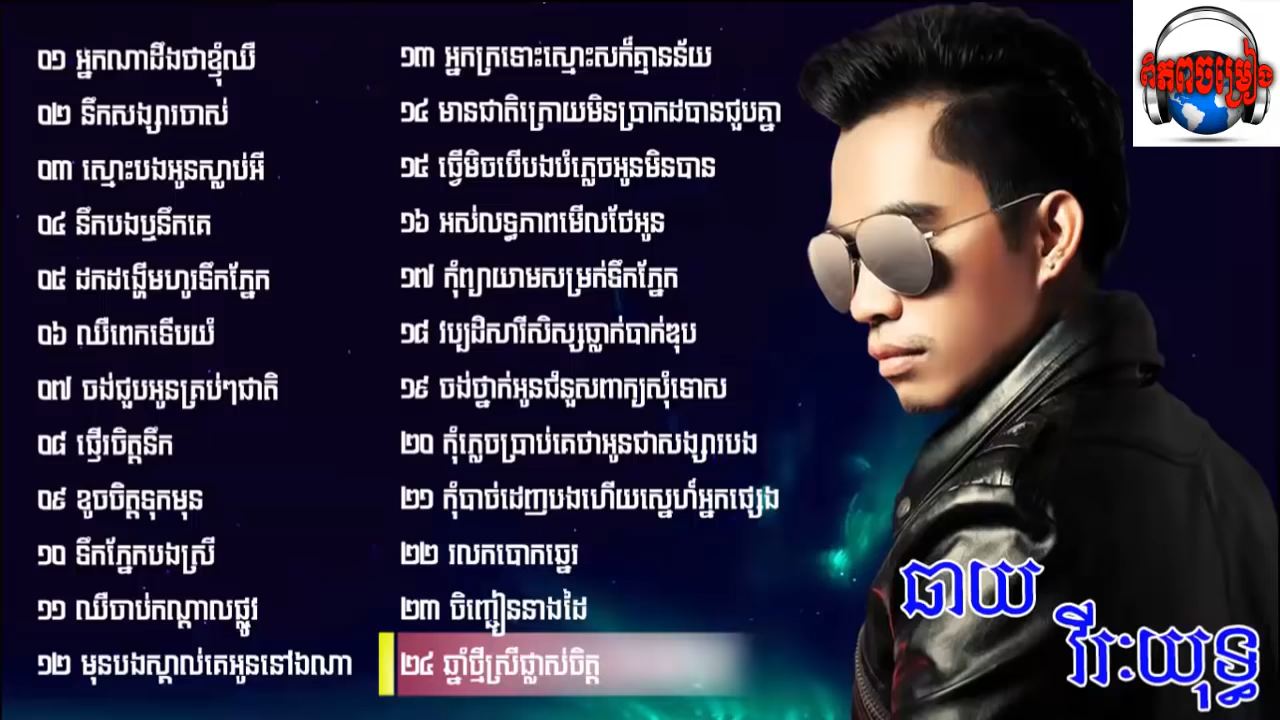 ០១ អ្នកណាដឹងថាខ្ញុំឈឺ
០២ នឹកសង្សារចាស់
០៣ ស្មោះបងអូនស្លាប់អី
០៤ នឹកបងឬនឹកគេ
០៥ ដកដង្ហើមហូរទឹកភ្នែក
០៦ ឈឺពេកទើបយំ
០៧ ចង់ជួបអូនគ្រប់ៗជាតិ
០៨ ផ្ញើរចិត្តនឹក
០៩ ខូចចិត្តទុកមុន
១០ ទឹកភ្នែកបងស្រី
១១ ឈឺចាប់កណ្តាលផ្លូវ
១២ មុនបងស្គាល់គេអូននៅឯណា
១៣ អ្នកក្រទោះស្មោះសក៏គ្មានន័យ
១៤ មានជាតិក្រោយមិនប្រាកដបានជួបគ្នា
១៥ ធ្វើមិចបើបងបំភ្លេចអូនមិនបាន
១៦ អស់លទ្ធភាពមើលថែអូន
១៧ កុំព្យាយាមសម្រក់ទឹកភ្នែក
១៨ វប្បដិសារីសិស្សធ្លាក់បាក់ឌុប
១៩ ចង់ថ្នាក់អូនជំនួសពាក្យសុំទោស
២០ កុំភ្លេចប្រាប់គេថាអូនជាសង្សារបង
២១ កុំបាច់ដេញបងហើយស្នេហ៍អ្នកផ្សេង
២២ រលកបោកឆ្នេរ
២៣ ចិញ្ចៀននាងដៃ
២៤ ឆ្នាំថ្មីស្រីផ្លាស់ចិត្ត
ពិភពចម្រៀង
ឆាយ
វីរៈយុទ្ធ